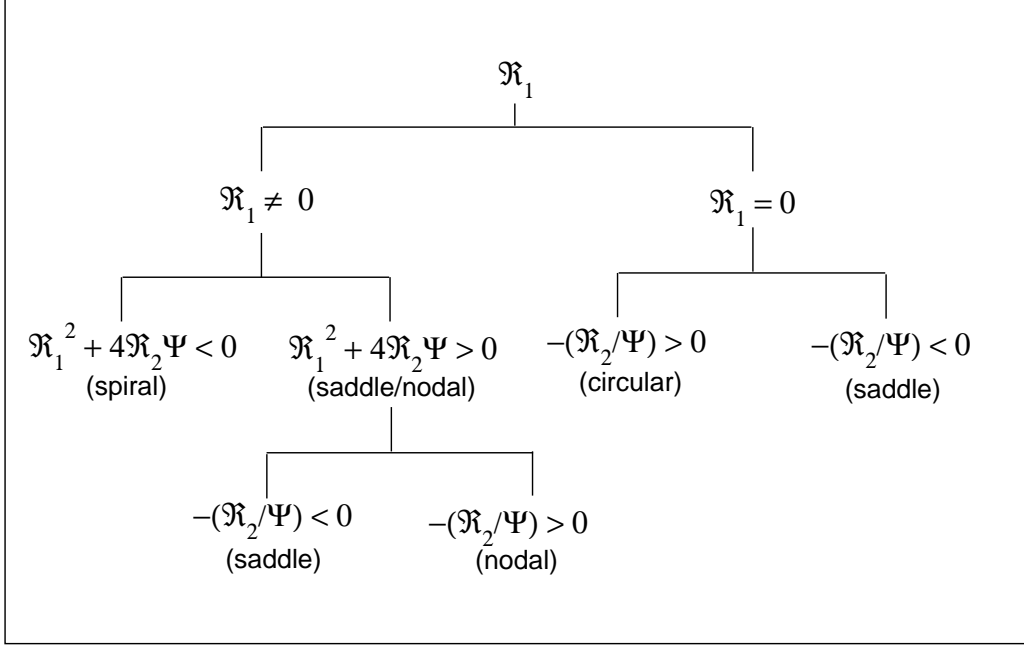 ℜ₁
ℜ₁ ≠ 0
ℜ₁ = 0
ℜ₁² + 4ℜ₂Ψ < 0
(spiral)
ℜ₁² + 4ℜ₂Ψ > 0
(saddle/nodal)
−(ℜ₂/Ψ) > 0
(circular)
−(ℜ₂/Ψ) < 0
(saddle)
−(ℜ₂/Ψ) < 0
(saddle)
−(ℜ₂/Ψ) > 0
(nodal)